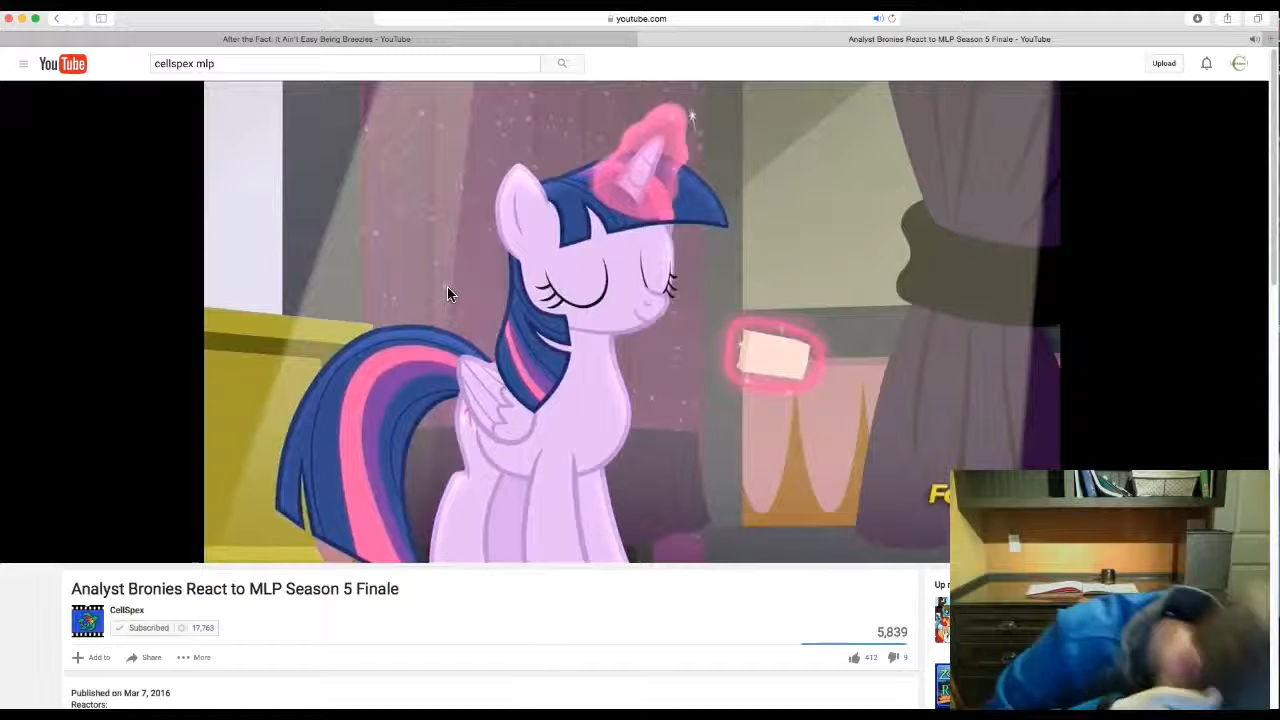 youtube.com
After the Fact: It Ain't Easy Being Breezies - YouTube
Analyst Bronies React to MLP Season 5 Finale - YouTube
YouTube
cellspex mlp
Upload
Analyst Bronies React to MLP Season 5 Finale
CellSpex
Subscribed 17,763
5,839
Add to Share More
412 9
Published on Mar 7, 2016
Reactors: